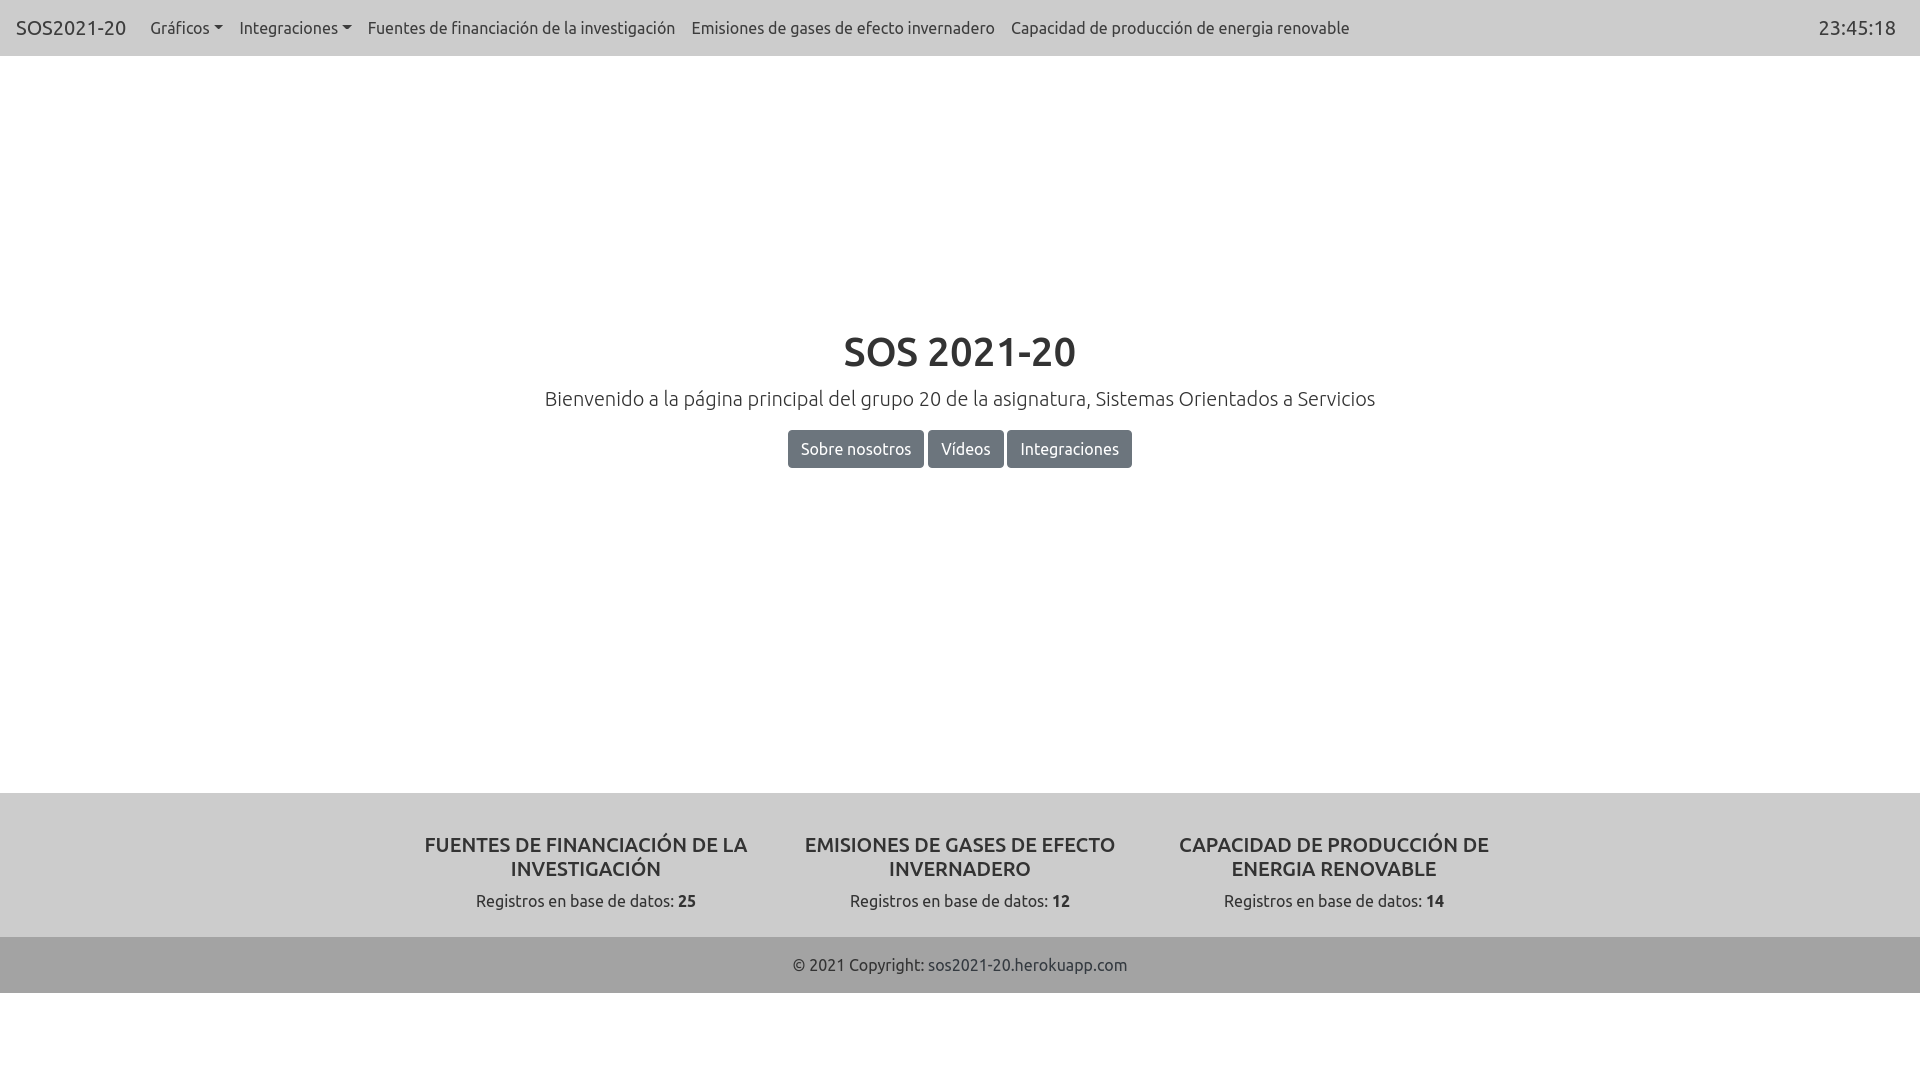 SOS2021-20 Gráficos Integraciones Fuentes de financiación de la investigación Emisiones de gases de efecto invernadero Capacidad de producción de energia renovable 23:45:18
SOS 2021-20
Bienvenido a la página principal del grupo 20 de la asignatura, Sistemas Orientados a Servicios
Sobre nosotros Vídeos Integraciones
FUENTES DE FINANCIACIÓN DE LA
INVESTIGACIÓN
Registros en base de datos: 25
EMISIONES DE GASES DE EFECTO
INVERNADERO
Registros en base de datos: 12
CAPACIDAD DE PRODUCCIÓN DE
ENERGIA RENOVABLE
Registros en base de datos: 14
© 2021 Copyright: sos2021-20.herokuapp.com